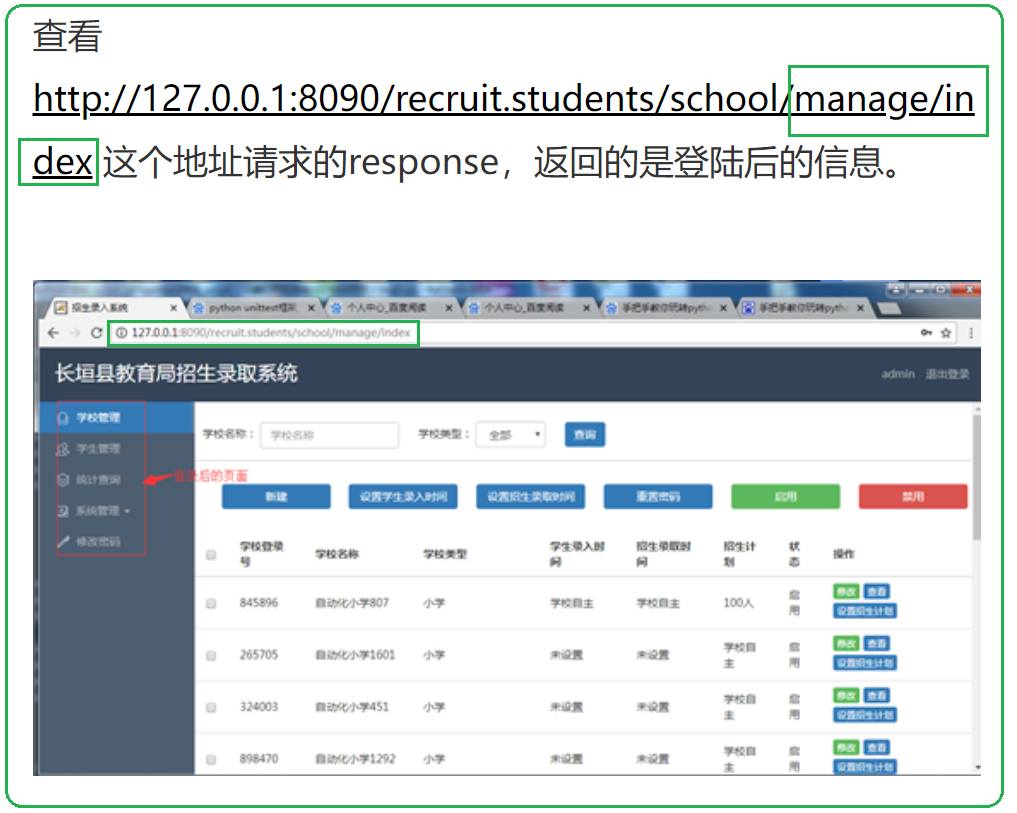 查看
http://127.0.0.1:8090/recruit.students/school/manage/in
dex 这个地址请求的response，返回的是登陆后的信息。
招生录入系统
python unittest框架
个人中心_百度阅读
个人中心_百度阅读
手把手教你玩转pytho
手把手教你玩转pytho
127.0.0.1:8090/recruit.students/school/manage/index
长垣县教育局招生录取系统 admin 退出登录
学校管理
学生管理
统计查询
系统管理
修改密码
登录后的页面
学校名称： 学校名称 学校类型： 全部 查询
新建 设置学生录入时间 设置招生录取时间 重置密码 启用 禁用
学校登录号 学校名称 学校类型 学生录入时间 招生录取时间 招生计划 状态 操作
845896 自动化小学807 小学 学校自主 学校自主 100人 启用 修改 查看
设置招生计划
265705 自动化小学1601 小学 未设置 未设置 学校自主 启用 修改 查看
设置招生计划
324003 自动化小学451 小学 未设置 未设置 学校自主 启用 修改 查看
设置招生计划
898470 自动化小学1292 小学 未设置 未设置 学校自主 启用 修改 查看
设置招生计划